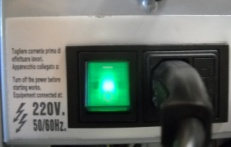 Togliere corrente prima di
effettuare lavori.
Apparecchio collegato a:
Turn off the power before
starting works.
Equipment connected at:
220V.
50/60Hz.